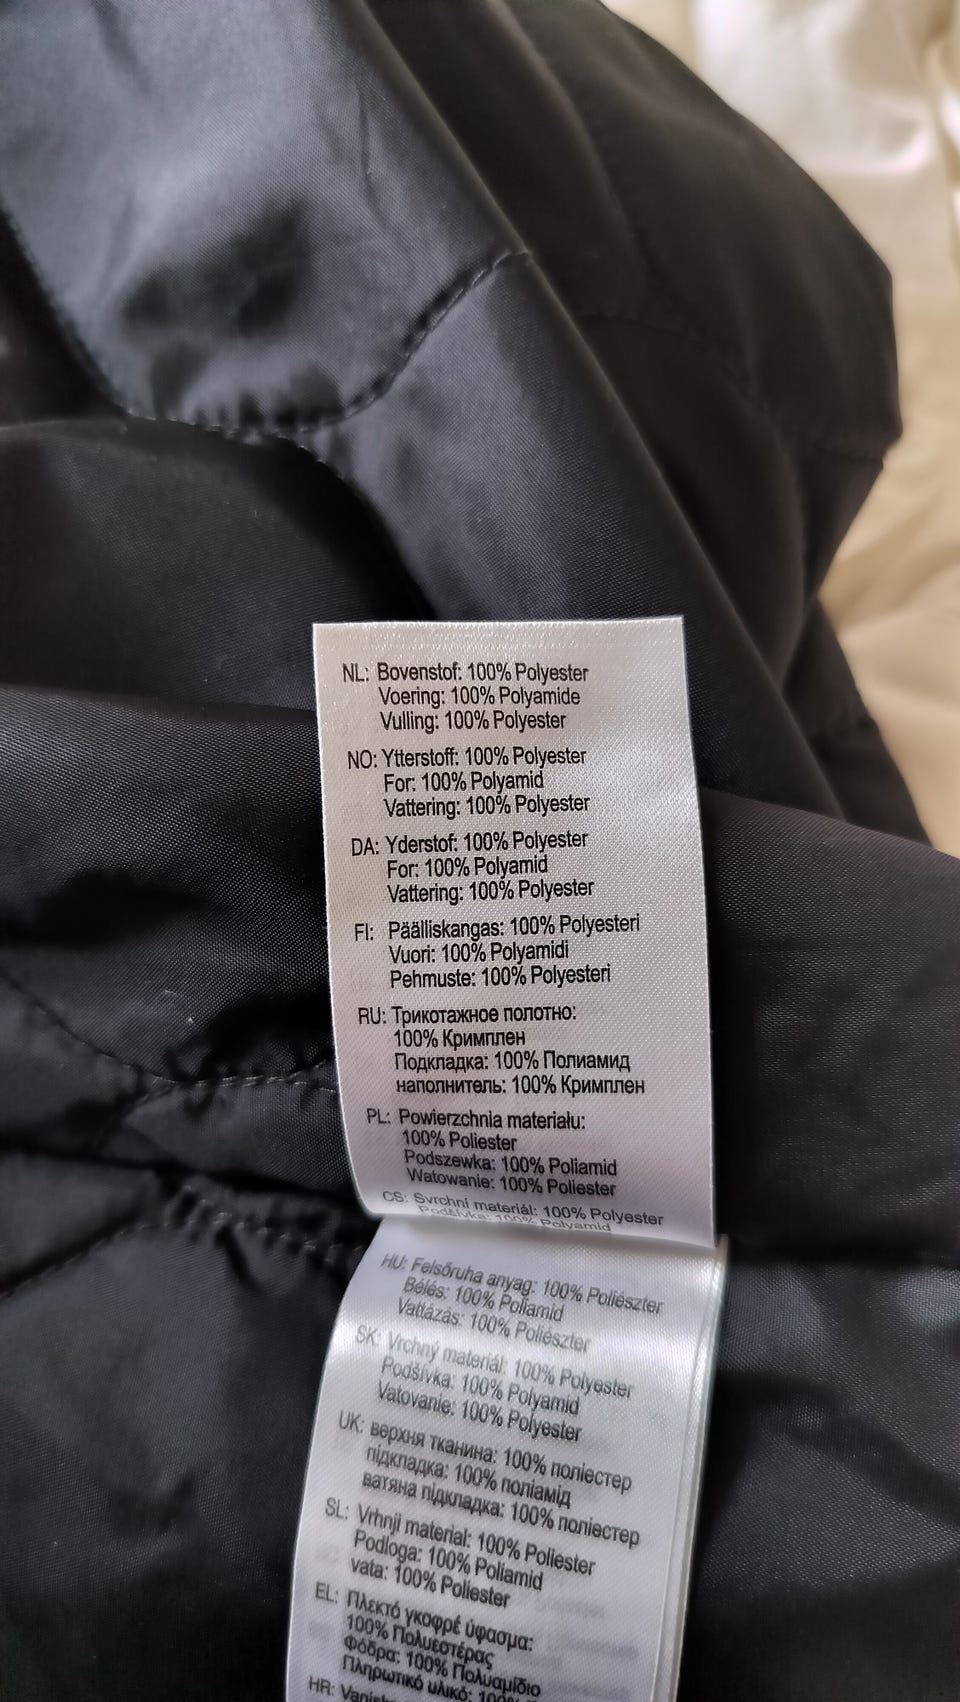 NL: Bovenstof: 100% Polyester
Voering: 100% Polyamide
Vulling: 100% Polyester
NO: Ytterstoff: 100% Polyester
For: 100% Polyamid
Vattering: 100% Polyester
DA: Yderstof: 100% Polyester
For: 100% Polyamid
Vattering: 100% Polyester
FI: Päälliskangas: 100% Polyesteri
Vuori: 100% Polyamidi
Pehmuste: 100% Polyesteri
RU: Трикотажное полотно:
100% Кримплен
Подкладка: 100% Полиамид
наполнитель: 100% Кримплен
PL: Powierzchnia materiału:
100% Poliester
Podszewka: 100% Poliamid
Watowanie: 100% Poliester
CS: Svrchní materiál: 100% Polyester
Podšívka: 100% Polyamid
HU: Felsőruha anyag: 100% Poliészter
Bélés: 100% Poliamid
Vattázás: 100% Poliészter
SK: Vrchný materiál: 100% Polyester
Podšívka: 100% Polyamid
Vatovanie: 100% Polyester
UK: верхня тканина: 100% поліестер
підкладка: 100% поліамід
ватяна підкладка: 100% поліестер
SL: Vrhnji material: 100% Poliester
Podloga: 100% Poliamid
vata: 100% Poliester
EL: Πλεκτό γκοφρέ ύφασμα:
100% Πολυεστέρας
Φόδρα: 100% Πολυαμίδιο
Πληρωτικό υλικό: 100%
HR: